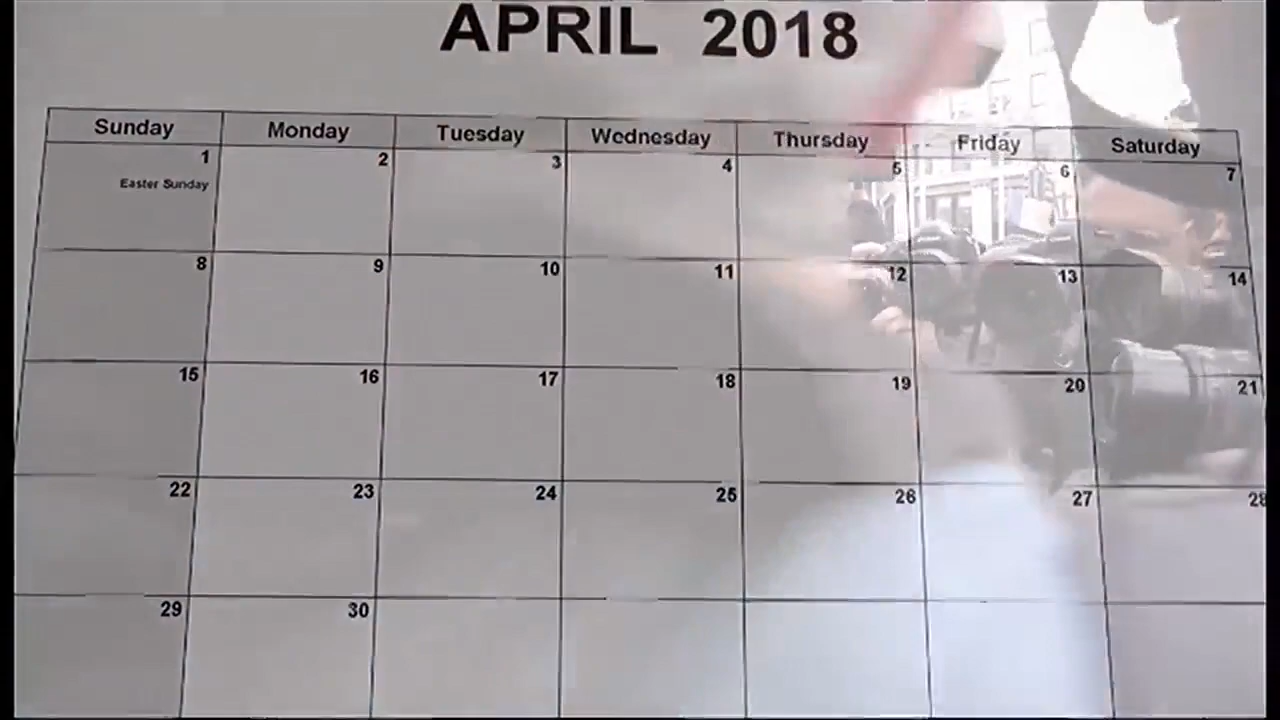 APRIL 2018
Sunday Monday Tuesday Wednesday Thursday Friday Saturday
1 2 3 4 5 6 7
Easter Sunday
8 9 10 11 12 13 14
15 16 17 18 19 20 21
22 23 24 25 26 27 28
29 30